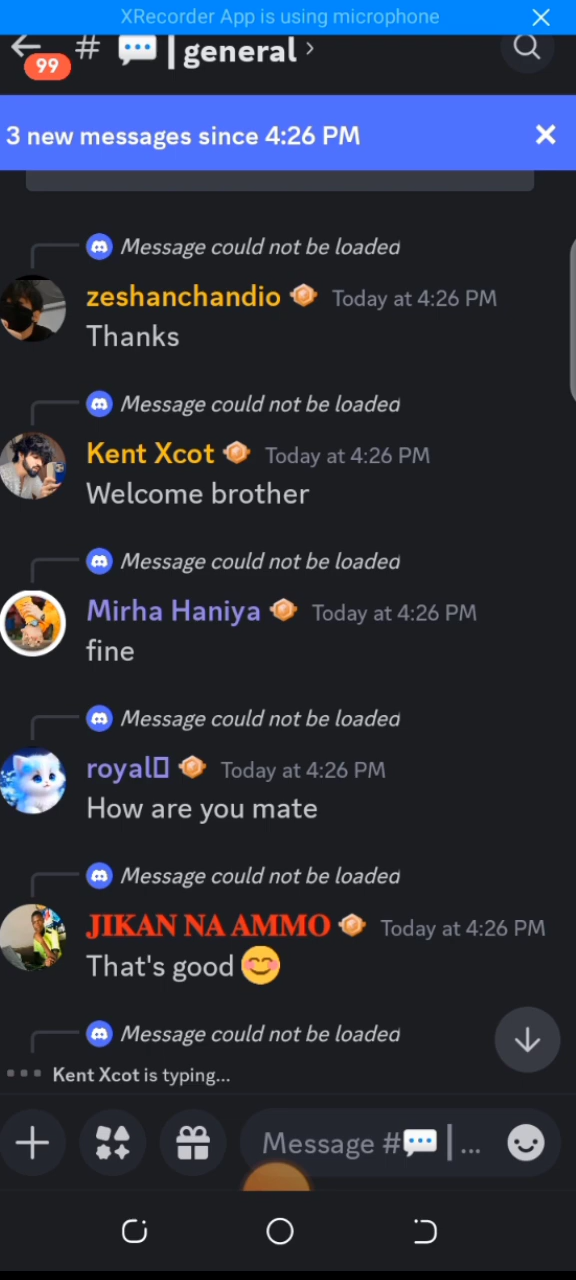 XRecorder App is using microphone
99
# 💬 | general ›
3 new messages since 4:26 PM
Message could not be loaded
zeshanchandio Today at 4:26 PM
Thanks
Message could not be loaded
Kent Xcot Today at 4:26 PM
Welcome brother
Message could not be loaded
Mirha Haniya Today at 4:26 PM
fine
Message could not be loaded
royal▯ Today at 4:26 PM
How are you mate
Message could not be loaded
JIKAN NA AMMO Today at 4:26 PM
That's good 😊
Message could not be loaded
Kent Xcot is typing...
Message #💬 | ...